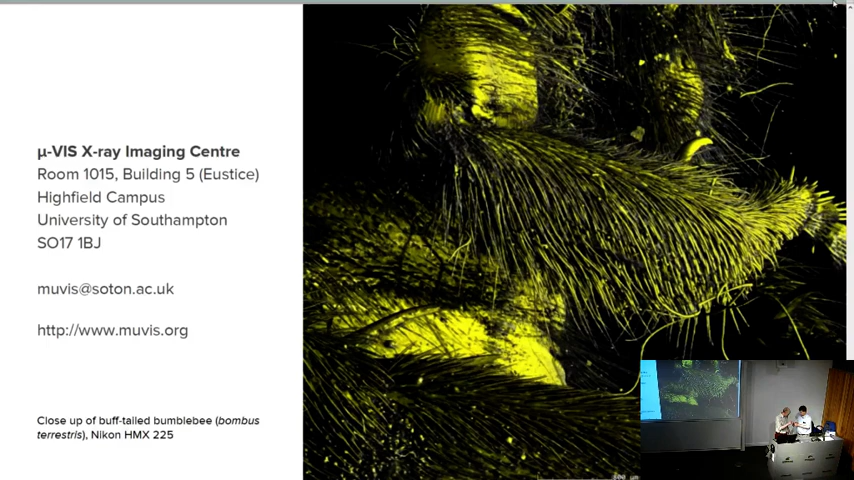 µ-VIS X-ray Imaging Centre
Room 1015, Building 5 (Eustice)
Highfield Campus
University of Southampton
SO17 1BJ
muvis@soton.ac.uk
http://www.muvis.org
Close up of buff-tailed bumblebee (bombus
terrestris), Nikon HMX 225